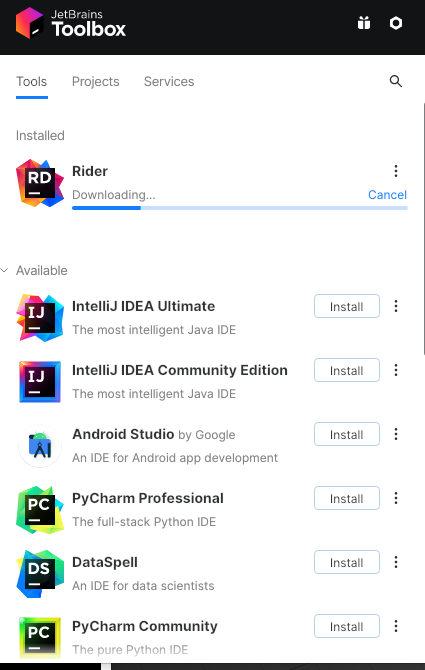 JetBrains
Toolbox
Tools Projects Services
Installed
RD
Rider
Downloading... Cancel
Available
IJ
IntelliJ IDEA Ultimate Install
The most intelligent Java IDE
IJ
IntelliJ IDEA Community Edition Install
The most intelligent Java IDE
Android Studio by Google Install
An IDE for Android app development
PC
PyCharm Professional Install
The full-stack Python IDE
DS
DataSpell Install
An IDE for data scientists
PC
PyCharm Community Install
The pure Python IDE